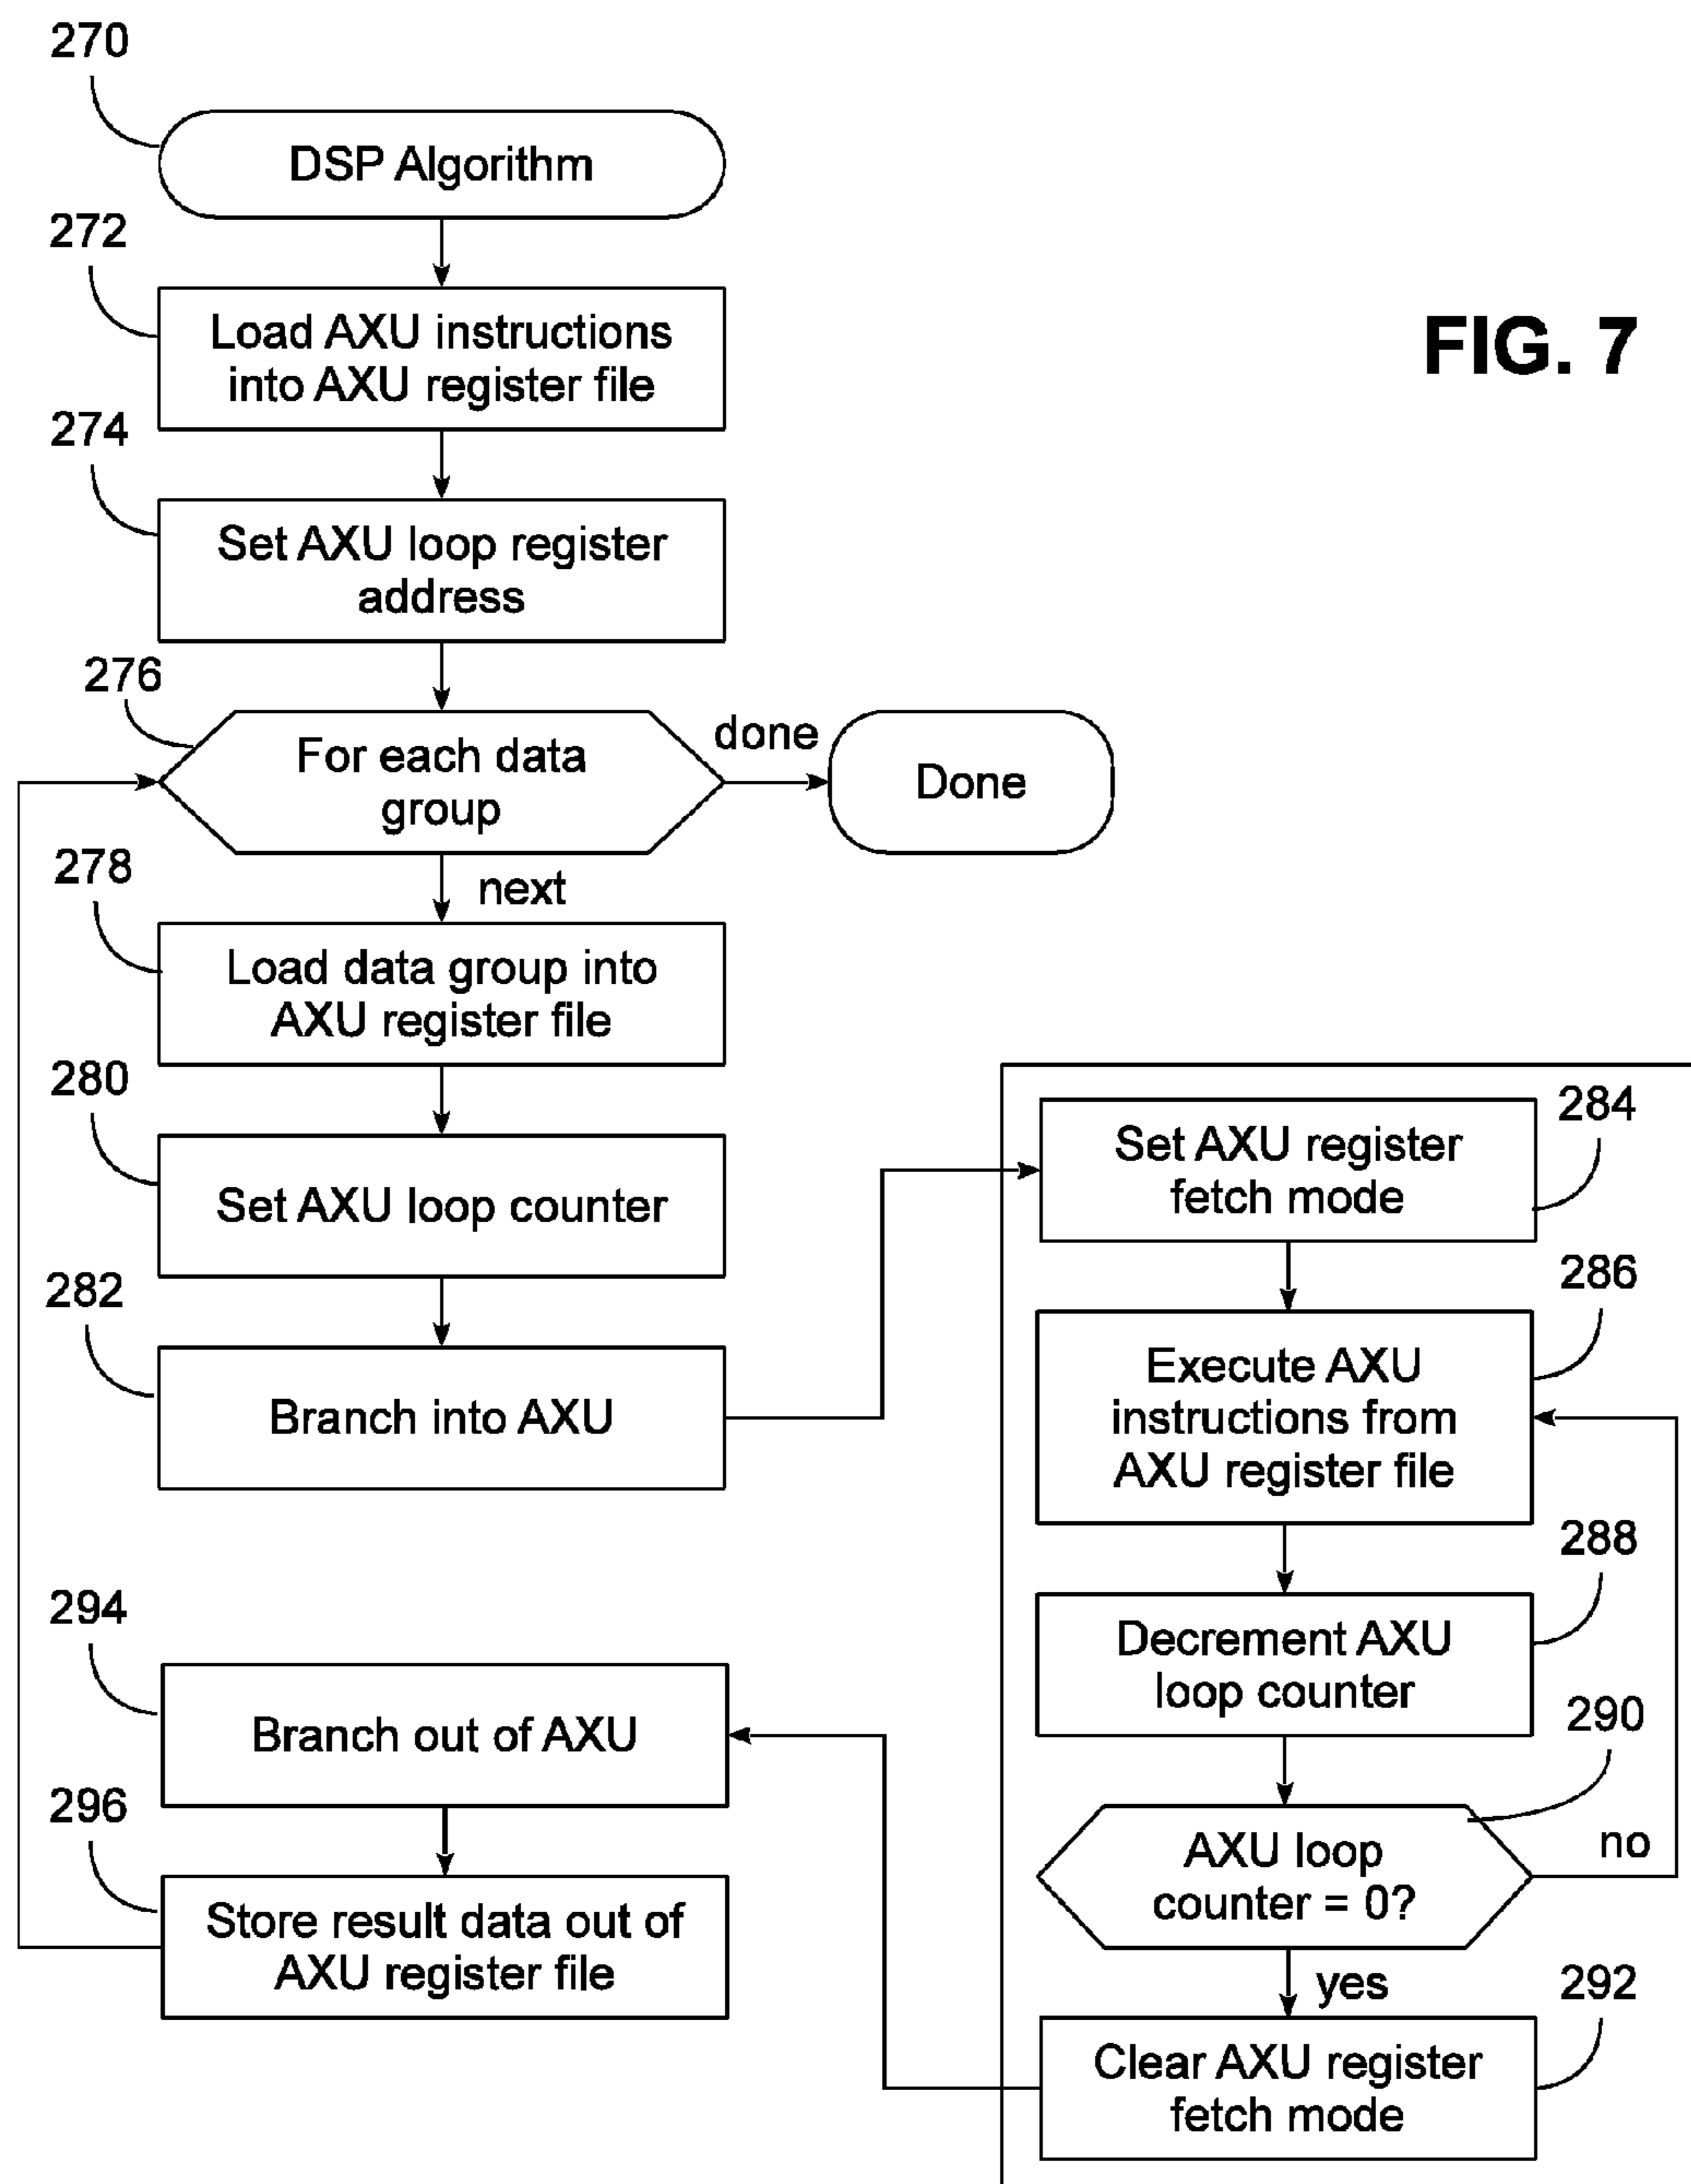 270
DSP Algorithm
272
Load AXU instructions
into AXU register file
FIG. 7
274
Set AXU loop register
address
276
For each data
group
done
Done
278
next
Load data group into
AXU register file
280
Set AXU loop counter
282
Branch into AXU
284
Set AXU register
fetch mode
286
Execute AXU
instructions from
AXU register file
288
Decrement AXU
loop counter
290
AXU loop
counter = 0?
no
yes
292
Clear AXU register
fetch mode
294
Branch out of AXU
296
Store result data out of
AXU register file